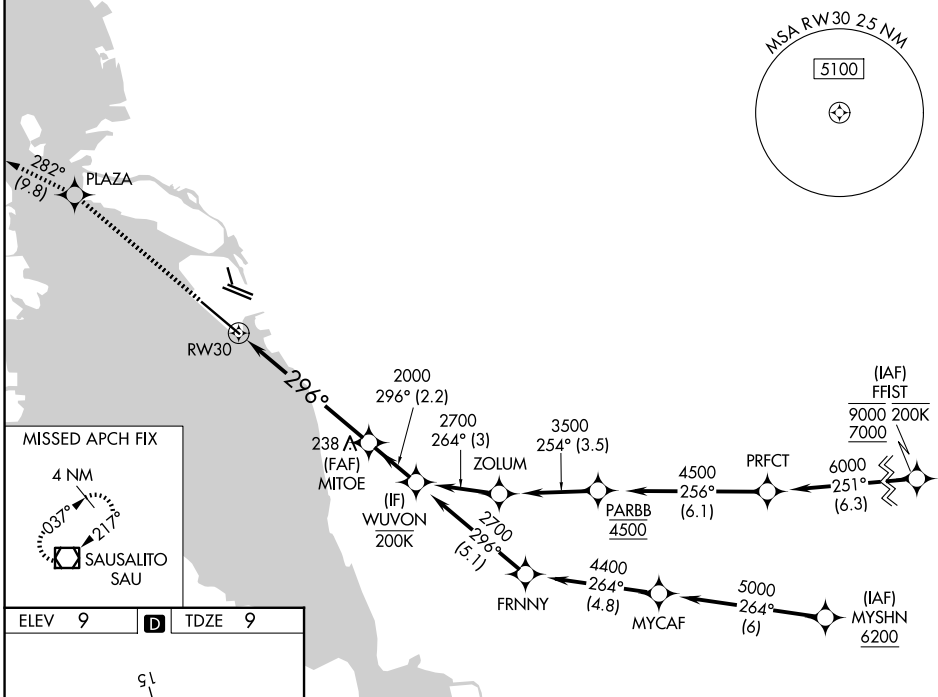 MSA RW30 25 NM
5100
282°
(9.8)
PLAZA
RW30
296°
2000
296° (2.2)
2700
264° (3)
3500
254° (3.5)
ZOLUM
238
(FAF)
MITOE
(IF)
WUVON
200K
PARBB
4500
4500
256°
(6.1)
PRFCT
6000
251°
(6.3)
(IAF)
FFIST
9000 200K
7000
2700
296°
(5.1)
FRNNY
4400
264°
(4.8)
MYCAF
5000
264°
(6)
(IAF)
MYSHN
6200
MISSED APCH FIX
4 NM
037°
217°
SAUSALITO
SAU
ELEV 9 D TDZE 9
15